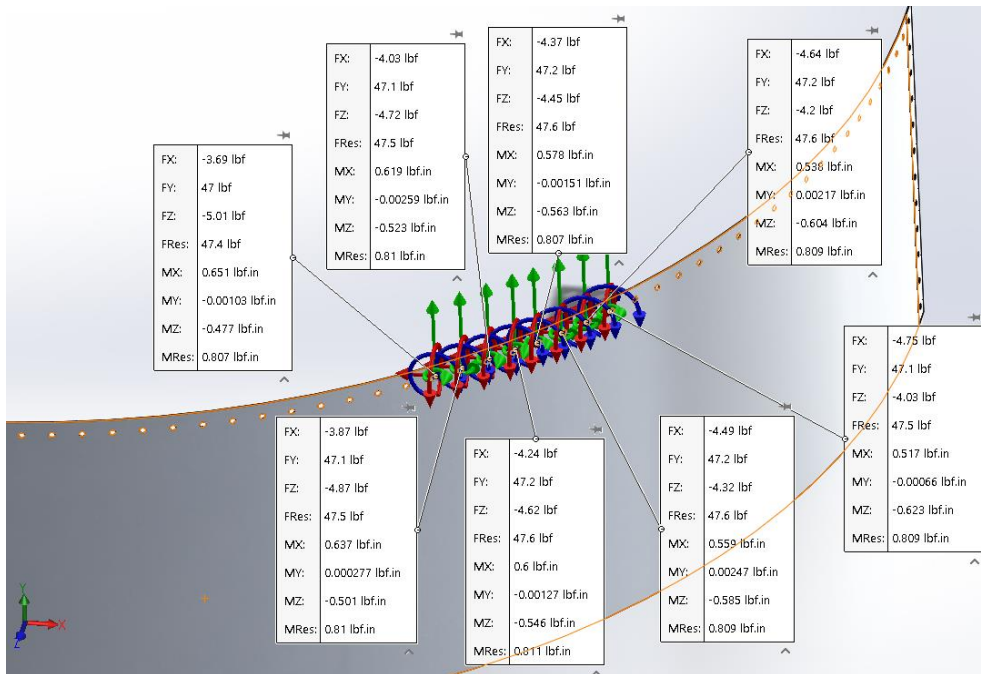 FX: -4.03 lbf
FY: 47.1 lbf
FZ: -4.72 lbf
FRes: 47.5 lbf
MX: 0.619 lbf.in
MY: -0.00259 lbf.in
MZ: -0.523 lbf.in
MRes: 0.81 lbf.in
FX: -4.37 lbf
FY: 47.2 lbf
FZ: -4.45 lbf
FRes: 47.6 lbf
MX: 0.578 lbf.in
MY: -0.00151 lbf.in
MZ: -0.563 lbf.in
MRes: 0.807 lbf.in
FX: -4.64 lbf
FY: 47.2 lbf
FZ: -4.2 lbf
FRes: 47.6 lbf
MX: 0.538 lbf.in
MY: 0.00217 lbf.in
MZ: -0.604 lbf.in
MRes: 0.809 lbf.in
FX: -3.69 lbf
FY: 47 lbf
FZ: -5.01 lbf
FRes: 47.4 lbf
MX: 0.651 lbf.in
MY: -0.00103 lbf.in
MZ: -0.477 lbf.in
MRes: 0.807 lbf.in
FX: -4.75 lbf
FY: 47.1 lbf
FZ: -4.03 lbf
FRes: 47.5 lbf
MX: 0.517 lbf.in
MY: -0.00066 lbf.in
MZ: -0.623 lbf.in
MRes: 0.809 lbf.in
FX: -3.87 lbf
FY: 47.1 lbf
FZ: -4.87 lbf
FRes: 47.5 lbf
MX: 0.637 lbf.in
MY: 0.000277 lbf.in
MZ: -0.501 lbf.in
MRes: 0.81 lbf.in
FX: -4.24 lbf
FY: 47.2 lbf
FZ: -4.62 lbf
FRes: 47.6 lbf
MX: 0.6 lbf.in
MY: -0.00127 lbf.in
MZ: -0.546 lbf.in
MRes: 0.811 lbf.in
FX: -4.49 lbf
FY: 47.2 lbf
FZ: -4.32 lbf
FRes: 47.6 lbf
MX: 0.559 lbf.in
MY: 0.00247 lbf.in
MZ: -0.585 lbf.in
MRes: 0.809 lbf.in
Y
X
Z